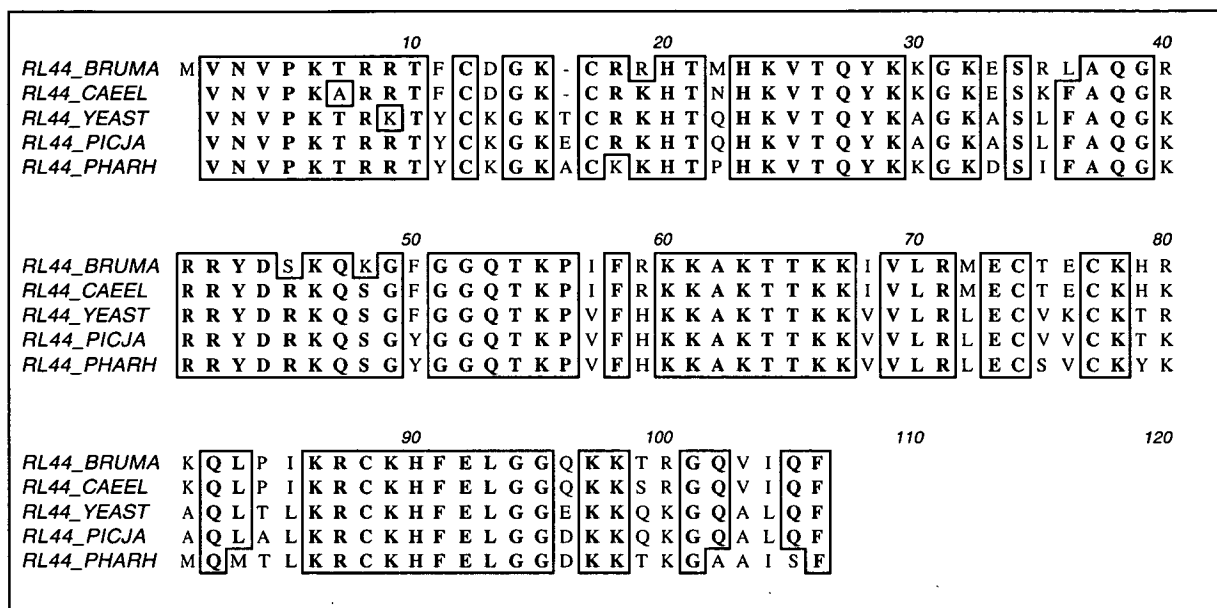 10 20 30 40
RL44_BRUMA M V N V P K T R R T F C D G K - C R R H T M H K V T Q Y K K G K E S R L A Q G R
RL44_CAEEL V N V P K A R R T F C D G K - C R K H T N H K V T Q Y K K G K E S K F A Q G R
RL44_YEAST V N V P K T R K T Y C K G K T C R K H T Q H K V T Q Y K A G K A S L F A Q G K
RL44_PICJA V N V P K T R R T Y C K G K E C R K H T Q H K V T Q Y K A G K A S L F A Q G K
RL44_PHARH V N V P K T R R T Y C K G K A C K K H T P H K V T Q Y K K G K D S I F A Q G K
50 60 70 80
RL44_BRUMA R R Y D S K Q K G F G G Q T K P I F R K K A K T T K K I V L R M E C T E C K H R
RL44_CAEEL R R Y D R K Q S G F G G Q T K P I F R K K A K T T K K I V L R M E C T E C K H K
RL44_YEAST R R Y D R K Q S G F G G Q T K P V F H K K A K T T K K V V L R L E C V K C K T R
RL44_PICJA R R Y D R K Q S G Y G G Q T K P V F H K K A K T T K K V V L R L E C V V C K T K
RL44_PHARH R R Y D R K Q S G Y G G Q T K P V F H K K A K T T K K V V L R L E C S V C K Y K
90 100 110 120
RL44_BRUMA K Q L P I K R C K H F E L G G Q K K T R G Q V I Q F
RL44_CAEEL K Q L P I K R C K H F E L G G Q K K S R G Q V I Q F
RL44_YEAST A Q L T L K R C K H F E L G G E K K Q K G Q A L Q F
RL44_PICJA A Q L A L K R C K H F E L G G D K K Q K G Q A L Q F
RL44_PHARH M Q M T L K R C K H F E L G G D K K T K G A A I S F